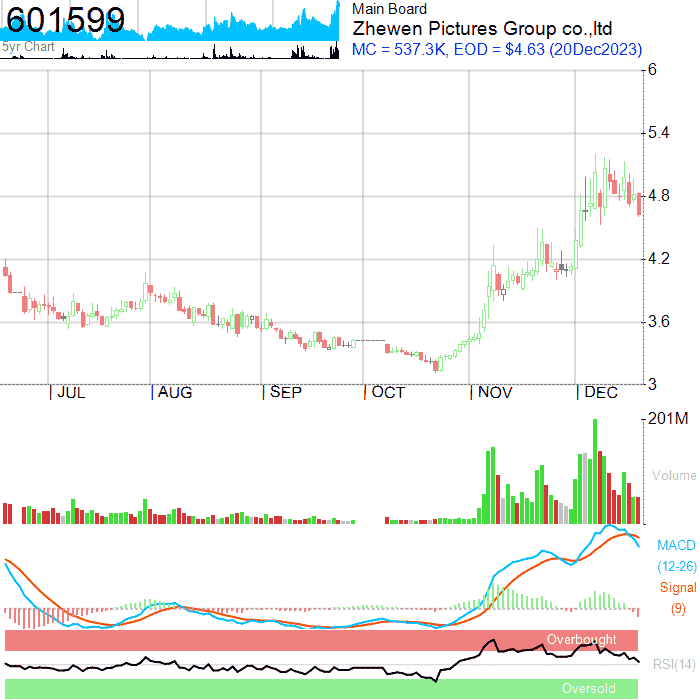 601599
5yr Chart
Main Board
Zhewen Pictures Group co.,ltd
MC = 537.3K, EOD = $4.63 (20Dec2023)
6
5.4
4.8
4.2
3.6
3
JUL AUG SEP OCT NOV DEC
201M
Volume
MACD
(12-26)
Signal
(9)
Overbought
RSI(14)
Oversold